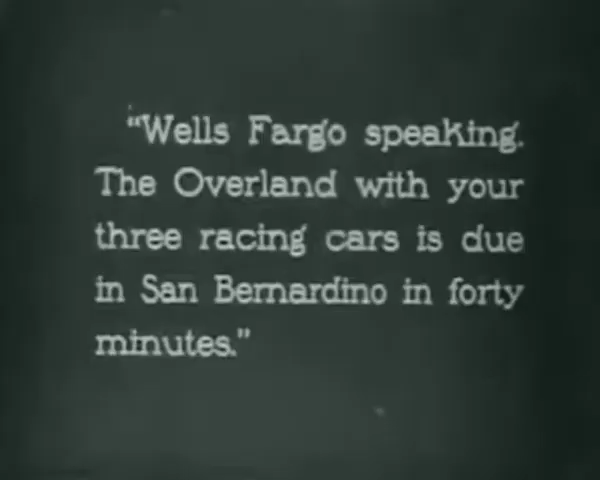 “Wells Fargo speaking.
The Overland with your
three racing cars is due
in San Bernardino in forty
minutes.”